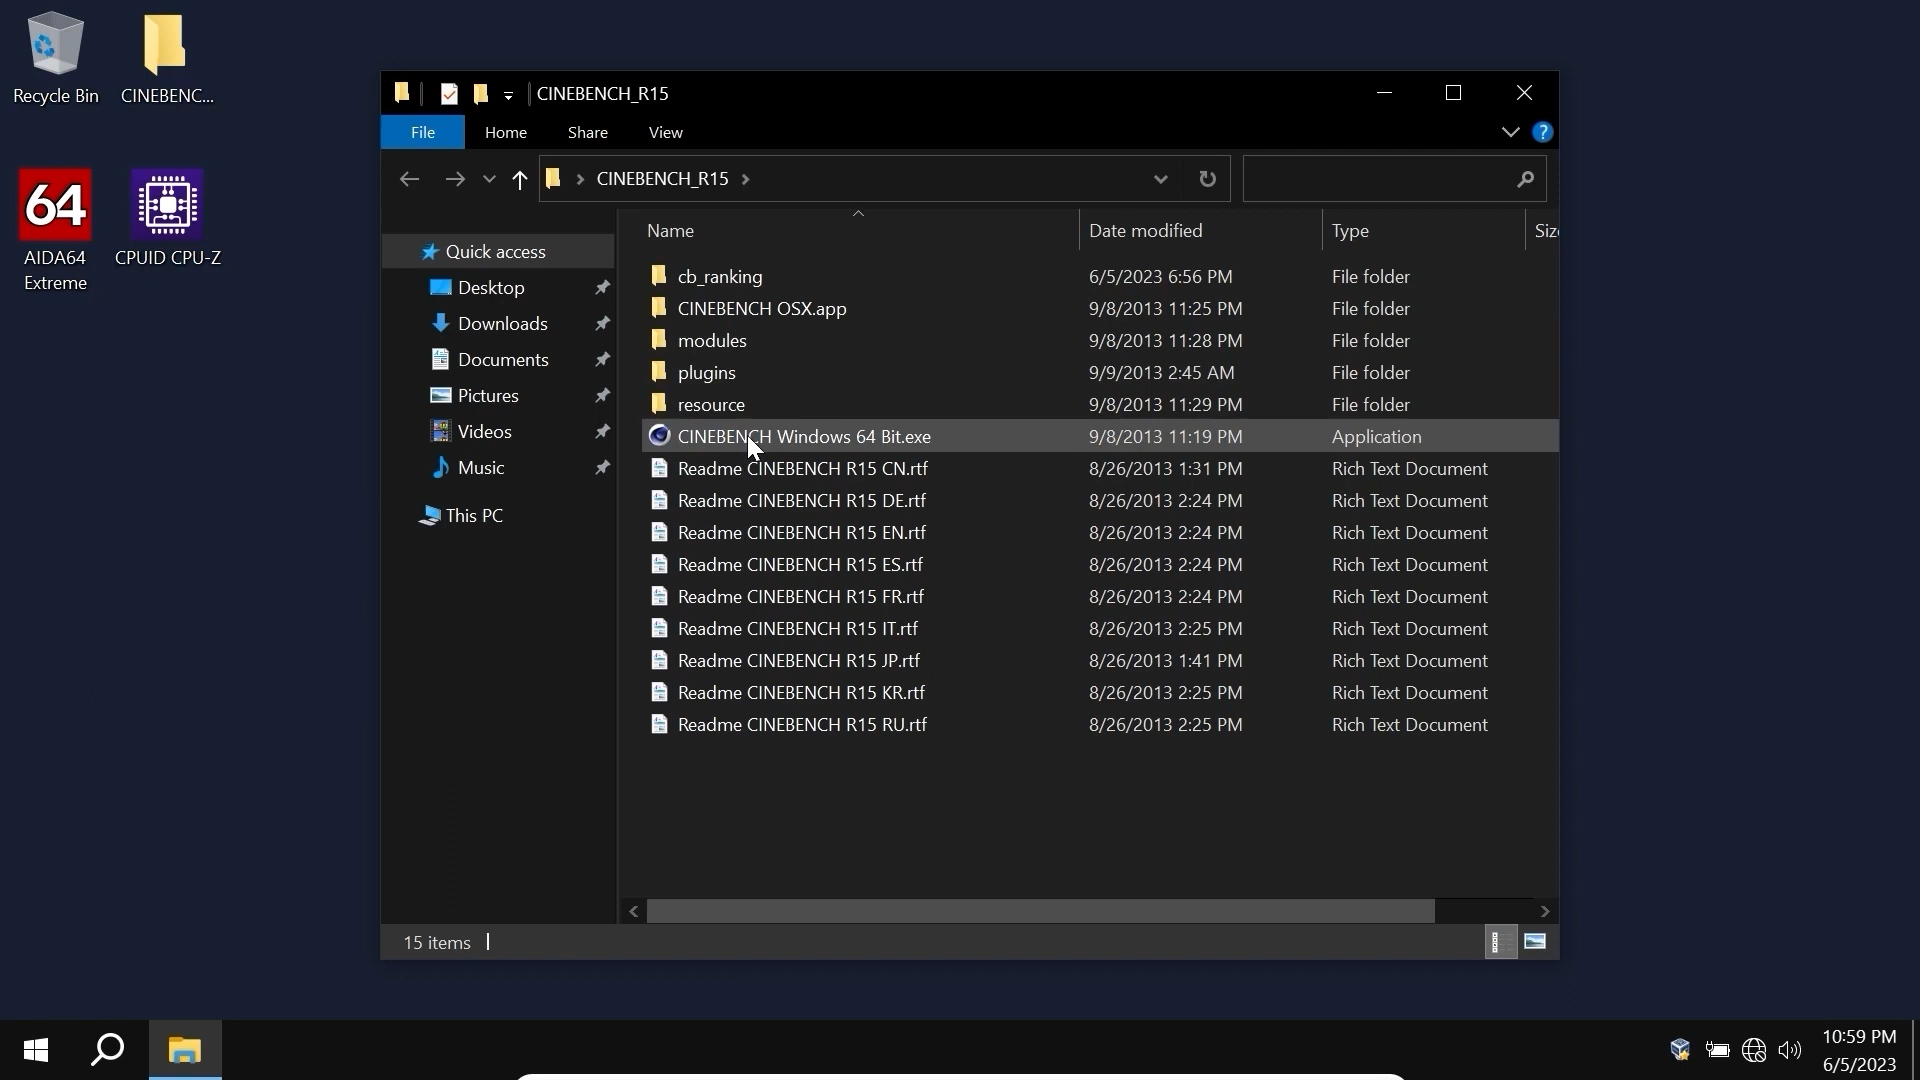 Recycle Bin
CINEBENC...
64
AIDA64
Extreme
CPUID CPU-Z
CINEBENCH_R15
File
Home
Share
View
?
CINEBENCH_R15
Name
Date modified
Type
Siz
Quick access
Desktop
Downloads
Documents
Pictures
Videos
Music
This PC
cb_ranking 6/5/2023 6:56 PM File folder
CINEBENCH OSX.app 9/8/2013 11:25 PM File folder
modules 9/8/2013 11:28 PM File folder
plugins 9/9/2013 2:45 AM File folder
resource 9/8/2013 11:29 PM File folder
CINEBENCH Windows 64 Bit.exe 9/8/2013 11:19 PM Application
Readme CINEBENCH R15 CN.rtf 8/26/2013 1:31 PM Rich Text Document
Readme CINEBENCH R15 DE.rtf 8/26/2013 2:24 PM Rich Text Document
Readme CINEBENCH R15 EN.rtf 8/26/2013 2:24 PM Rich Text Document
Readme CINEBENCH R15 ES.rtf 8/26/2013 2:24 PM Rich Text Document
Readme CINEBENCH R15 FR.rtf 8/26/2013 2:24 PM Rich Text Document
Readme CINEBENCH R15 IT.rtf 8/26/2013 2:25 PM Rich Text Document
Readme CINEBENCH R15 JP.rtf 8/26/2013 1:41 PM Rich Text Document
Readme CINEBENCH R15 KR.rtf 8/26/2013 2:25 PM Rich Text Document
Readme CINEBENCH R15 RU.rtf 8/26/2013 2:25 PM Rich Text Document
15 items
10:59 PM
6/5/2023